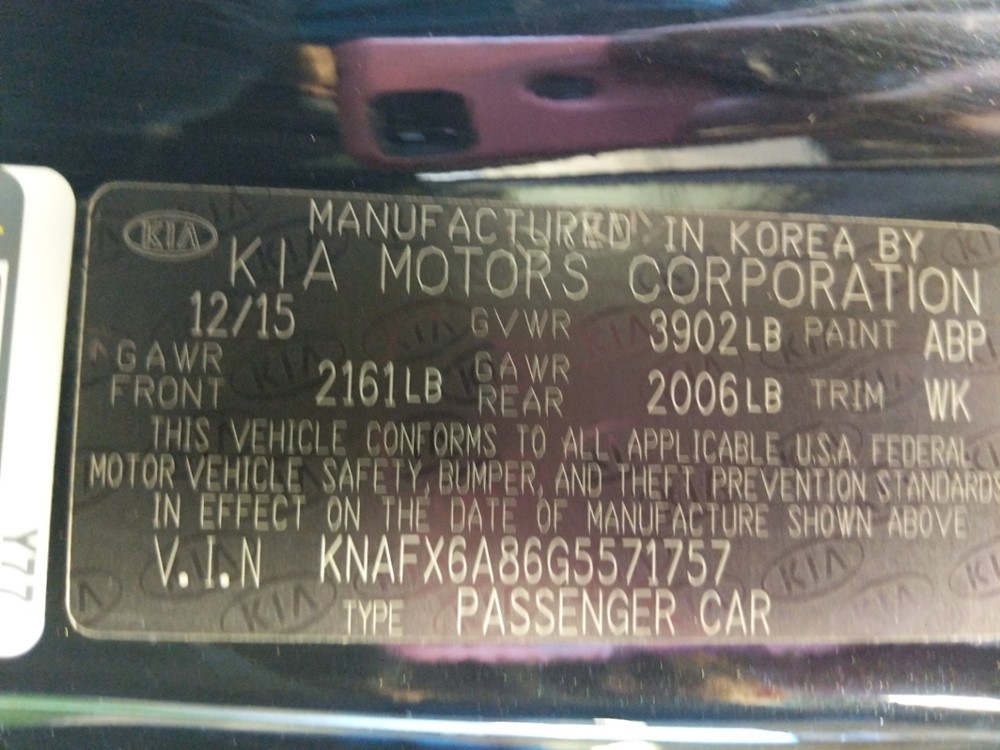 MANUFACTURED IN KOREA BY
KIA KIA MOTORS CORPORATION
12/15 GVWR 3902LB PAINT ABP
GAWR FRONT 2161LB GAWR REAR 2006LB TRIM WK
THIS VEHICLE CONFORMS TO ALL APPLICABLE U.S.A. FEDERAL
MOTOR VEHICLE SAFETY, BUMPER, AND THEFT PREVENTION STANDARDS
IN EFFECT ON THE DATE OF MANUFACTURE SHOWN ABOVE
V.I.N KNAFX6A86G5571757
TYPE PASSENGER CAR
Y77